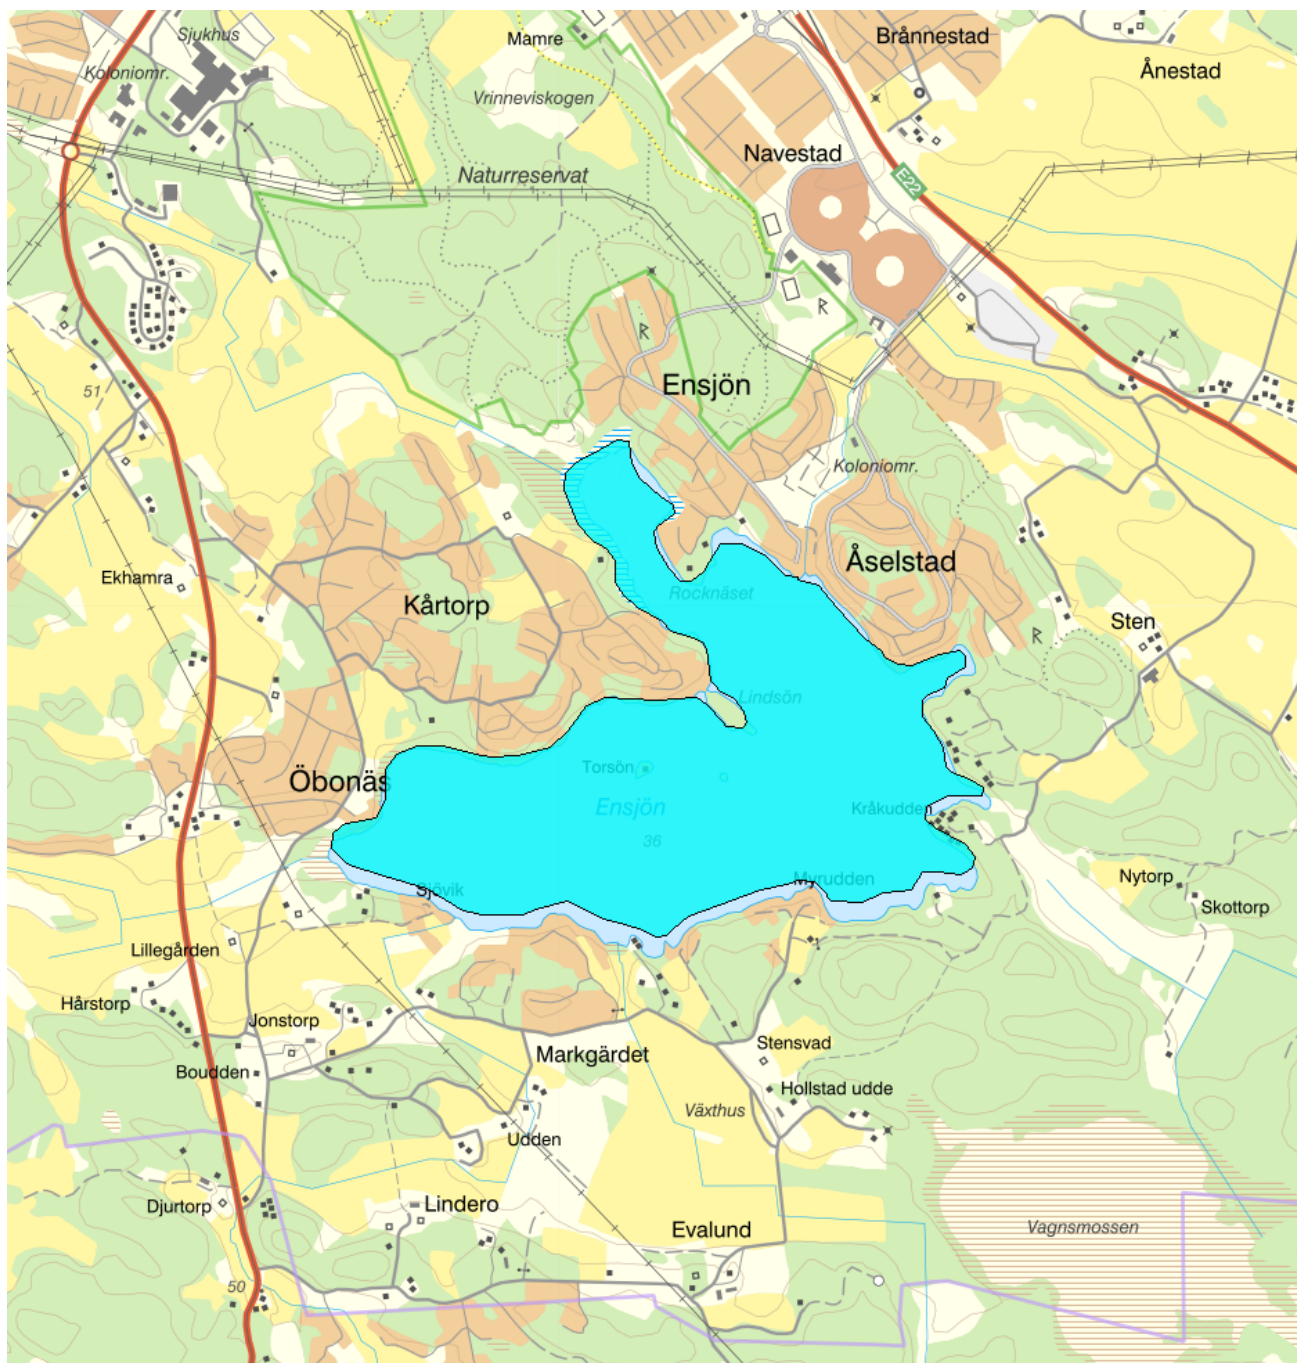 Sjukhus
Mamre
Brånnestad
Koloniomr.
Ånestad
Vrinneviskogen
Navestad
Naturreservat
E22
Ensjön
51
Koloniomr.
Ekhamra
Åselstad
Rocknäset
Kårtorp
Sten
Lindsön
Torsön
Öbonäs
Ensjön
Kråkudden
36
Sjövik
Myrudden
Nytorp
Skottorp
Lillegården
Hårstorp
Jonstorp
Stensvad
Markgärdet
Boudden
Hollstad udde
Växthus
Udden
Djurtorp
Lindero
Evalund
Vagnsmossen
50